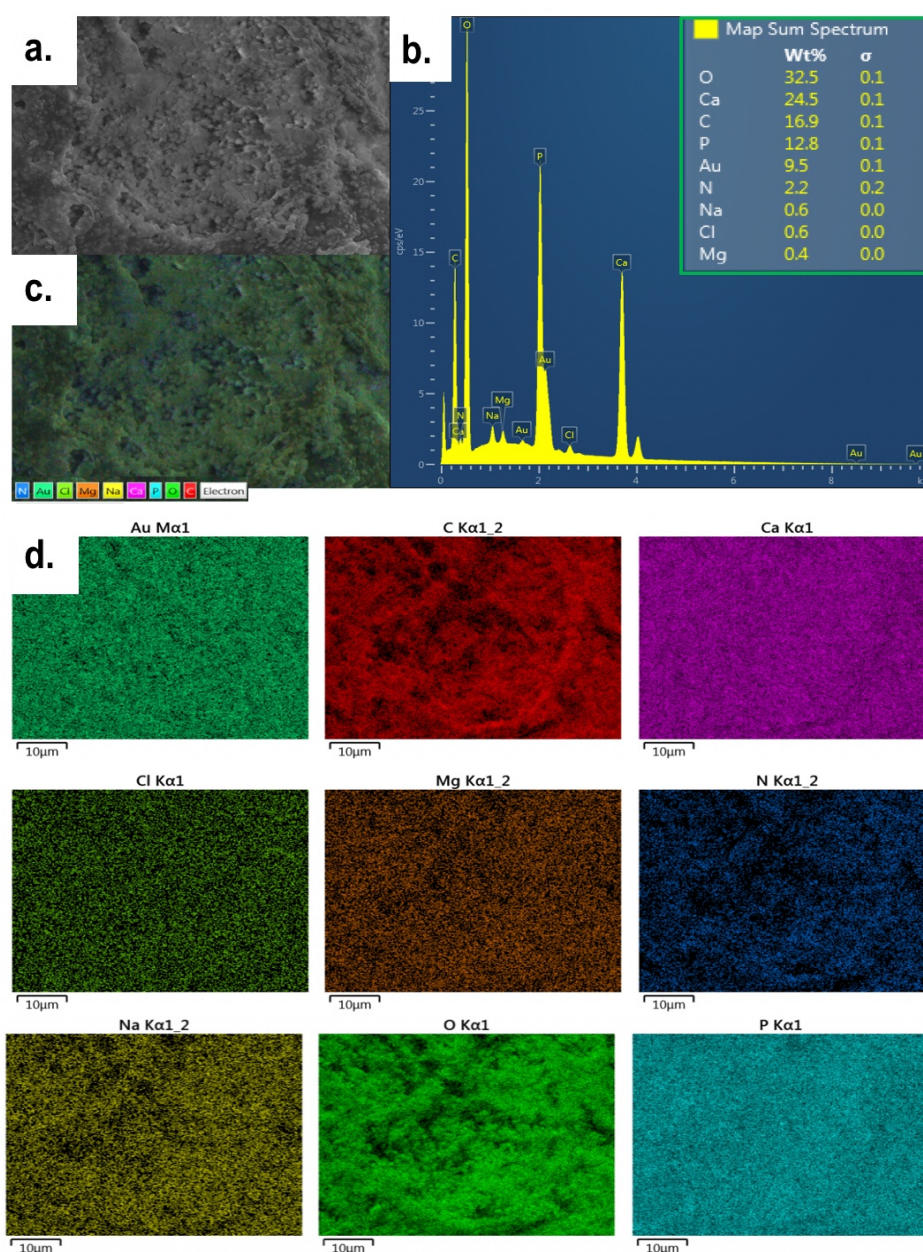 a.
b.
Map Sum Spectrum
Wt% σ
O 32.5 0.1
Ca 24.5 0.1
C 16.9 0.1
P 12.8 0.1
Au 9.5 0.1
N 2.2 0.2
Na 0.6 0.0
Cl 0.6 0.0
Mg 0.4 0.0
O
P
C
Ca
Au
N
Ca
Na
Mg
Au
Cl
Au
Au
cps/eV
25
20
15
10
5
0
0 2 4 6 8 k
c.
N Au Cl Mg Na Ca P O C Electron
d.
Au Mα1 C Kα1_2 Ca Kα1
10µm 10µm 10µm
Cl Kα1 Mg Kα1_2 N Kα1_2
10µm 10µm 10µm
Na Kα1_2 O Kα1 P Kα1
10µm 10µm 10µm